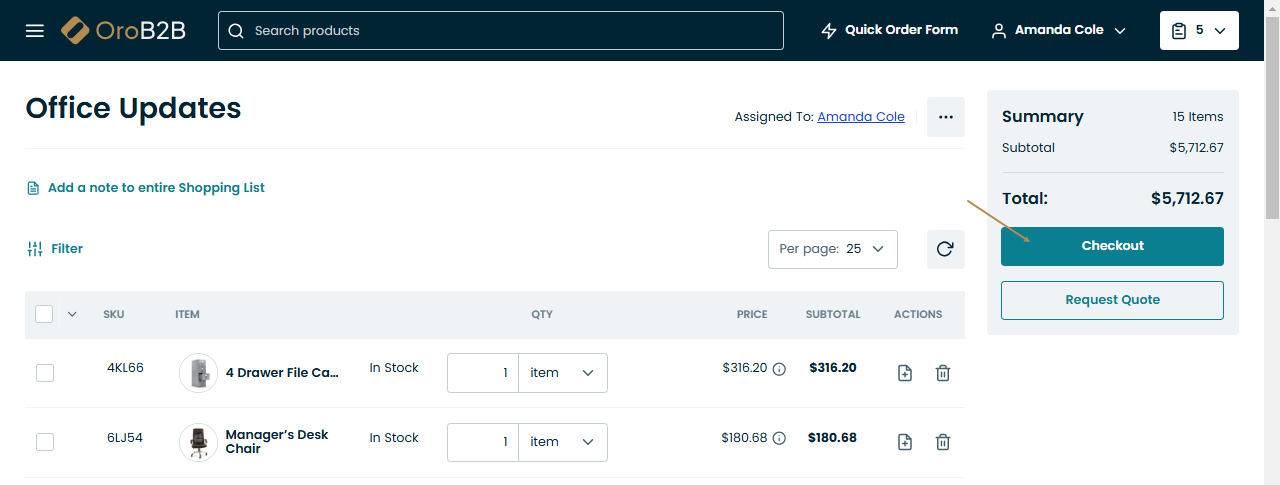 OroB2B
Search products
Quick Order Form
Amanda Cole
5
Office Updates
Assigned To: Amanda Cole
...
Summary
15 Items
Subtotal
$5,712.67
Total:
$5,712.67
Checkout
Request Quote
Add a note to entire Shopping List
Filter
Per page: 25
SKU ITEM QTY PRICE SUBTOTAL ACTIONS
4KL66 4 Drawer File Ca... In Stock 1 item $316.20 $316.20
6LJ54 Manager's Desk In Stock 1 item $180.68 $180.68
Chair